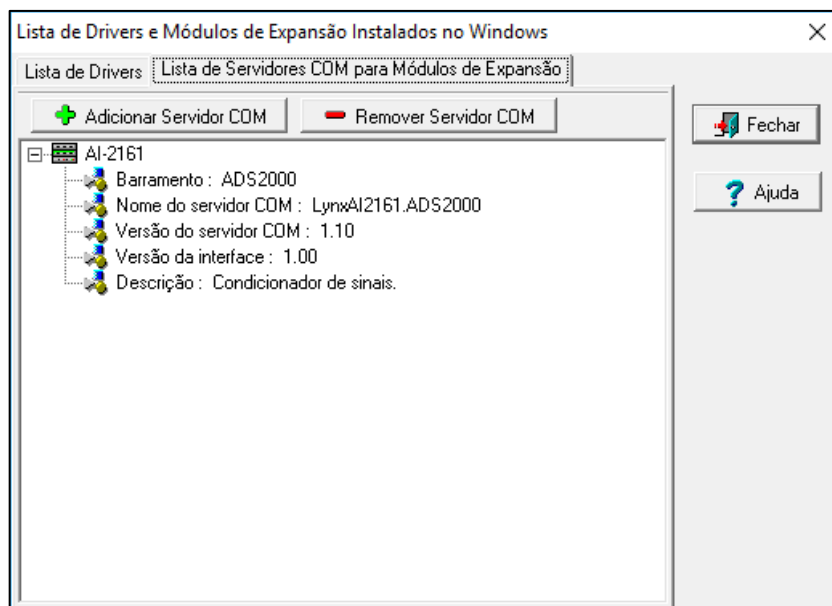 Lista de Drivers e Módulos de Expansão Instalados no Windows
Lista de Drivers
Lista de Servidores COM para Módulos de Expansão
Adicionar Servidor COM
Remover Servidor COM
Fechar
AI-2161
Barramento : ADS2000
Ajuda
Nome do servidor COM : LynxAI2161.ADS2000
Versão do servidor COM : 1.10
Versão da interface : 1.00
Descrição : Condicionador de sinais.